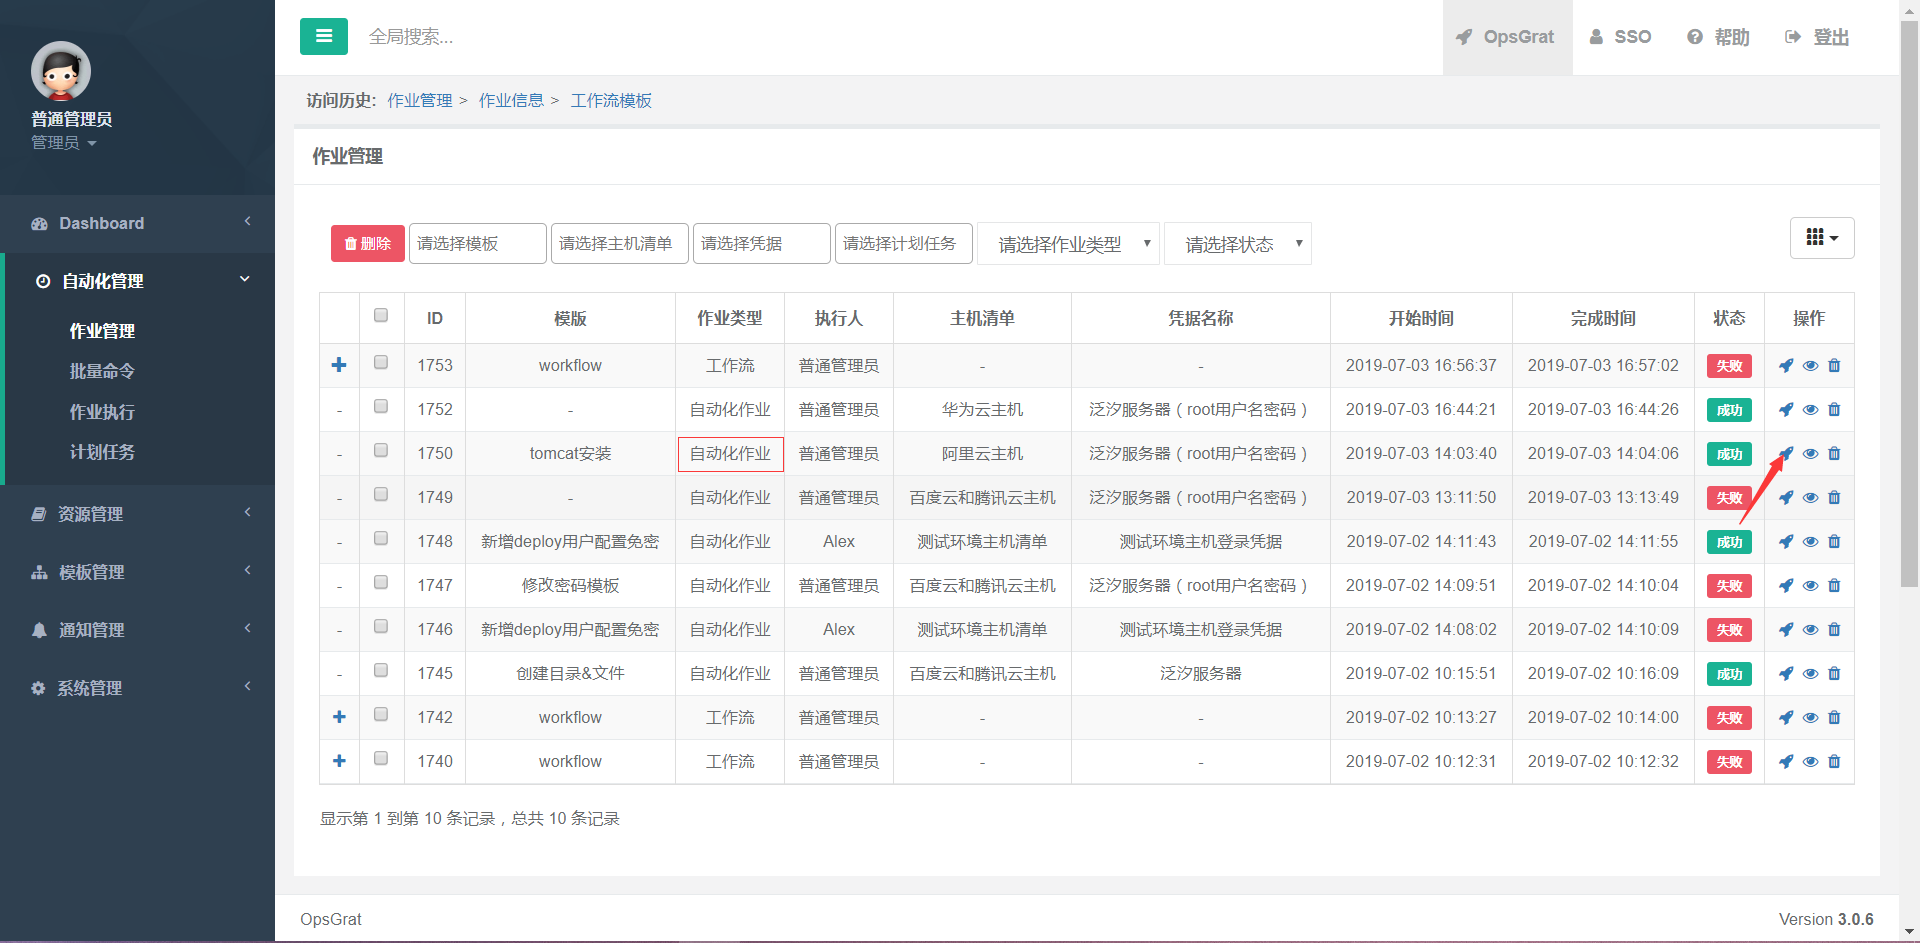 普通管理员
管理员
Dashboard
自动化管理
作业管理
批量命令
作业执行
计划任务
资源管理
模板管理
通知管理
系统管理
全局搜索...
OpsGrat
SSO
帮助
登出
访问历史: 作业管理 > 作业信息 > 工作流模板
作业管理
删除 请选择模板 请选择主机清单 请选择凭据 请选择计划任务 请选择作业类型 请选择状态
ID 模版 作业类型 执行人 主机清单 凭据名称 开始时间 完成时间 状态 操作
1753 workflow 工作流 普通管理员 - - 2019-07-03 16:56:37 2019-07-03 16:57:02 失败
- 1752 - 自动化作业 普通管理员 华为云主机 泛汐服务器（root用户名密码） 2019-07-03 16:44:21 2019-07-03 16:44:26 成功
- 1750 tomcat安装 自动化作业 普通管理员 阿里云主机 泛汐服务器（root用户名密码） 2019-07-03 14:03:40 2019-07-03 14:04:06 成功
- 1749 - 自动化作业 普通管理员 百度云和腾讯云主机 泛汐服务器（root用户名密码） 2019-07-03 13:11:50 2019-07-03 13:13:49 失败
- 1748 新增deploy用户配置免密 自动化作业 Alex 测试环境主机清单 测试环境主机登录凭据 2019-07-02 14:11:43 2019-07-02 14:11:55 成功
- 1747 修改密码模板 自动化作业 普通管理员 百度云和腾讯云主机 泛汐服务器（root用户名密码） 2019-07-02 14:09:51 2019-07-02 14:10:04 失败
- 1746 新增deploy用户配置免密 自动化作业 Alex 测试环境主机清单 测试环境主机登录凭据 2019-07-02 14:08:02 2019-07-02 14:10:09 失败
- 1745 创建目录&文件 自动化作业 普通管理员 百度云和腾讯云主机 泛汐服务器 2019-07-02 10:15:51 2019-07-02 10:16:09 成功
1742 workflow 工作流 普通管理员 - - 2019-07-02 10:13:27 2019-07-02 10:14:00 失败
1740 workflow 工作流 普通管理员 - - 2019-07-02 10:12:31 2019-07-02 10:12:32 失败
显示第 1 到第 10 条记录，总共 10 条记录
OpsGrat
Version 3.0.6